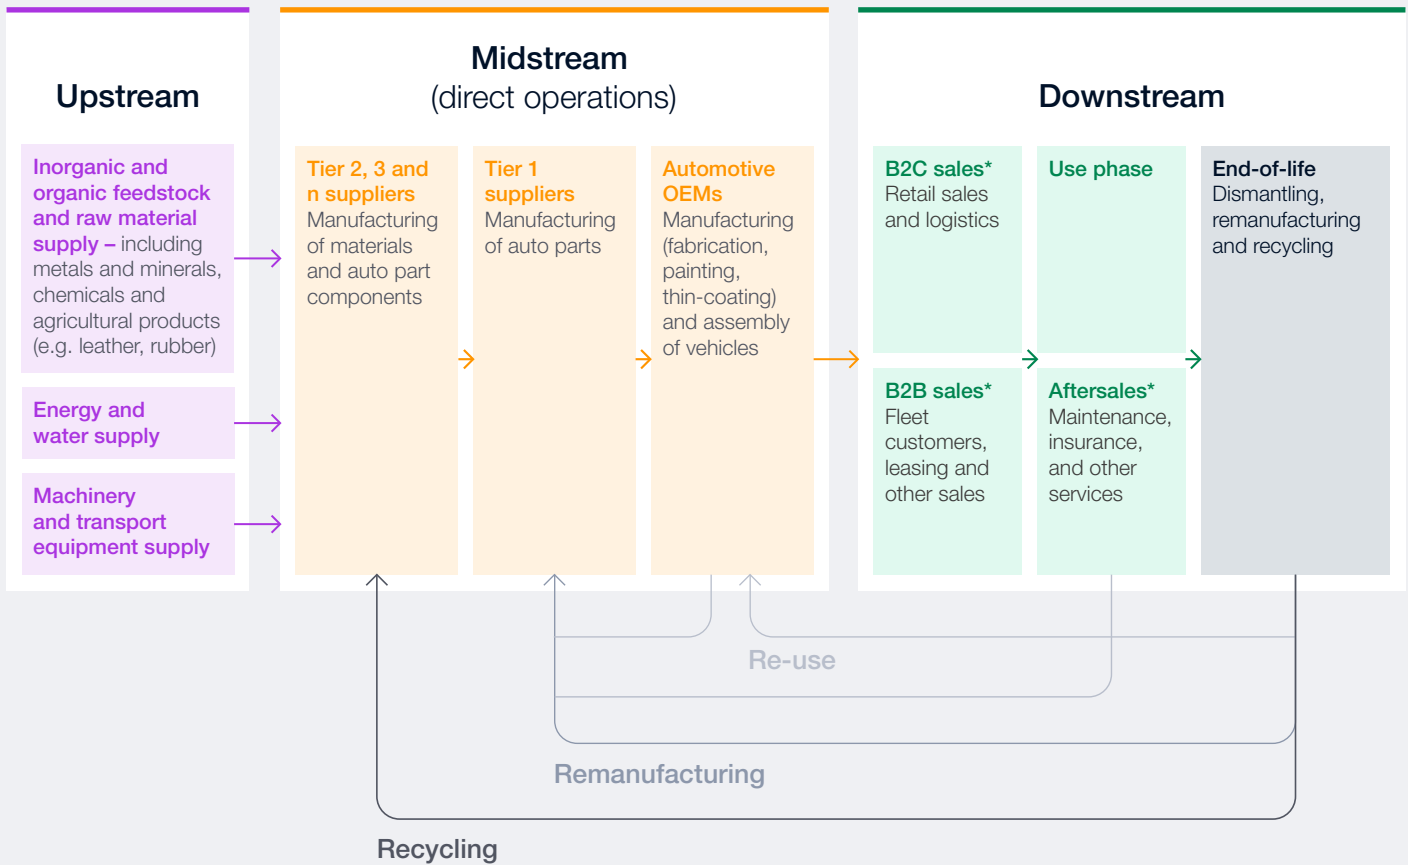 Upstream
Inorganic and
organic feedstock
and raw material
supply – including
metals and minerals,
chemicals and
agricultural products
(e.g. leather, rubber)
Energy and
water supply
Machinery
and transport
equipment supply
Midstream
(direct operations)
Tier 2, 3 and
n suppliers
Manufacturing
of materials
and auto part
components
Tier 1
suppliers
Manufacturing
of auto parts
Automotive
OEMs
Manufacturing
(fabrication,
painting,
thin-coating)
and assembly
of vehicles
Downstream
B2C sales*
Retail sales
and logistics
B2B sales*
Fleet
customers,
leasing and
other sales
Use phase
Aftersales*
Maintenance,
insurance,
and other
services
End-of-life
Dismantling,
remanufacturing
and recycling
Re-use
Remanufacturing
Recycling